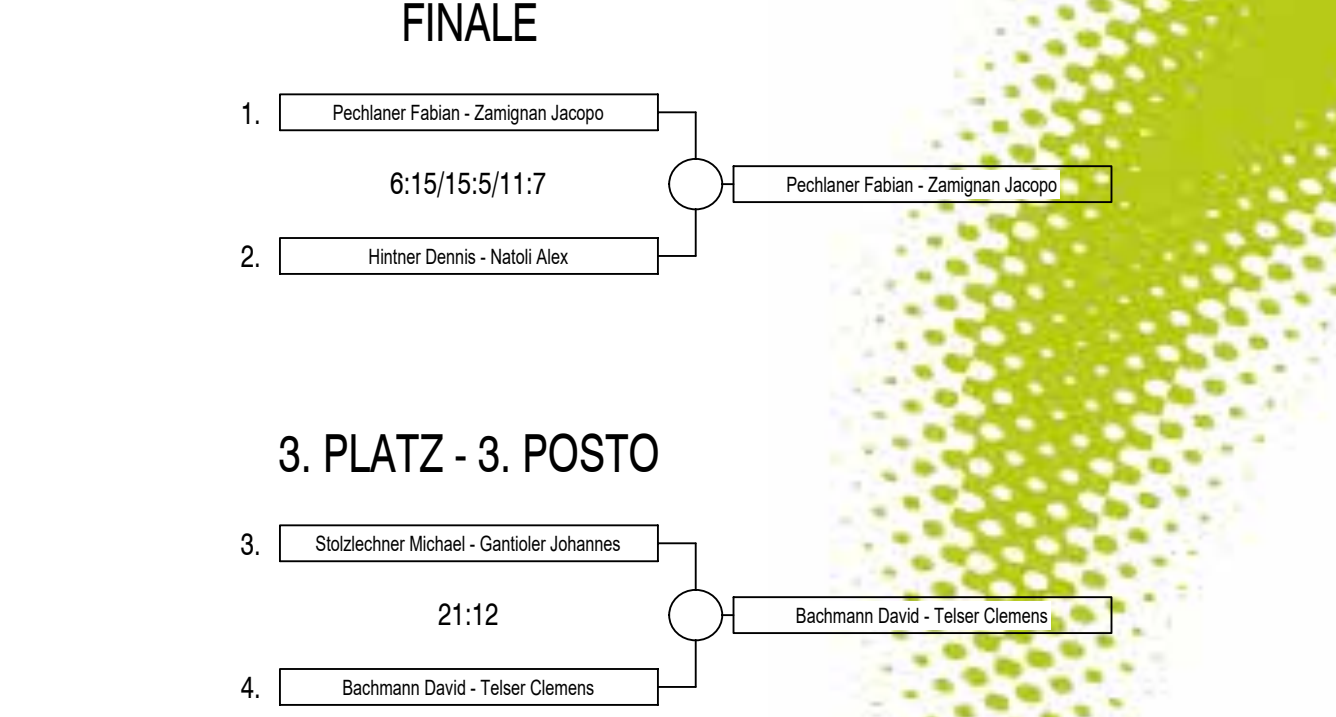 FINALE
1. Pechlaner Fabian - Zamignan Jacopo
6:15/15:5/11:7
Pechlaner Fabian - Zamignan Jacopo
2. Hintner Dennis - Natoli Alex
3. PLATZ - 3. POSTO
3. Stolzlechner Michael - Gantioler Johannes
21:12
Bachmann David - Telser Clemens
4. Bachmann David - Telser Clemens